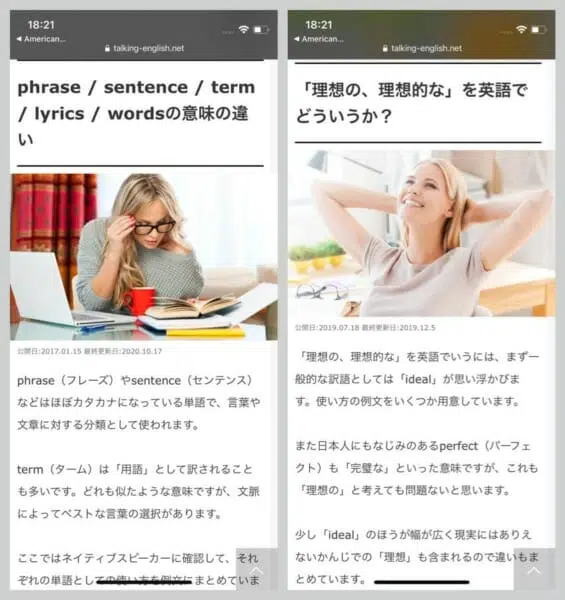 18:21
American...
talking-english.net
phrase / sentence / term
/ lyrics / wordsの意味の違
い
公開日:2017.01.15 最終更新日:2020.10.17
phrase（フレーズ）やsentence（センテンス）
などはほぼカタカナになっている単語で、言葉や
文章に対する分類として使われます。
term（ターム）は「用語」として訳されること
も多いです。どれも似たような意味ですが、文脈
によってベストな言葉の選択があります。
ここではネイティブスピーカーに確認して、それ
ぞれの単語としての使い方を例文にまとめていま
18:21
American...
talking-english.net
「理想の、理想的な」を英語で
どういうか？
公開日:2019.07.18 最終更新日:2019.12.5
「理想の、理想的な」を英語でいうには、まず一
般的な訳語としては「ideal」が思い浮かびま
す。使い方の例文をいくつか用意しています。
また日本人にもなじみのあるperfect（パーフェ
クト）も「完璧な」といった意味ですが、これも
「理想の」と考えても問題ないと思います。
少し「ideal」のほうが幅が広く現実にはありえ
ないかんじでの「理想」も含まれるので違いもま
とめています。